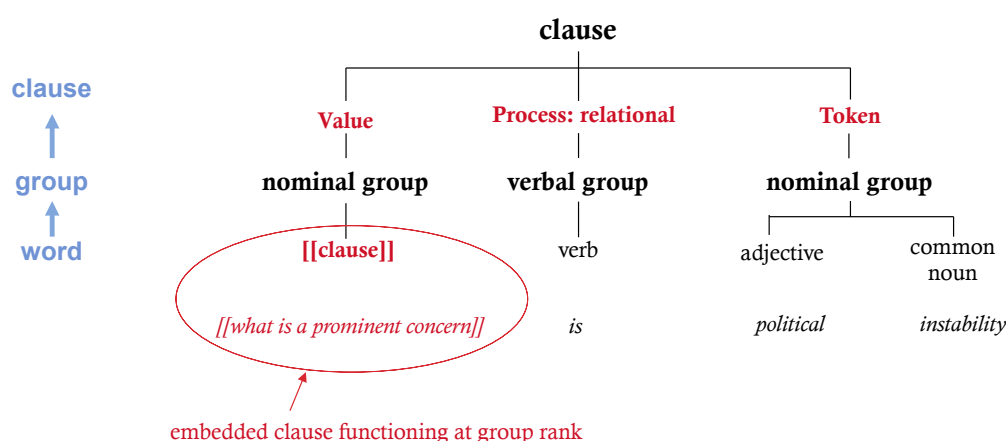 clause
clause
Value
Process: relational
Token
group
nominal group
verbal group
nominal group
word
[[clause]]
verb
adjective
common
noun
[[what is a prominent concern]]
is
political
instability
embedded clause functioning at group rank